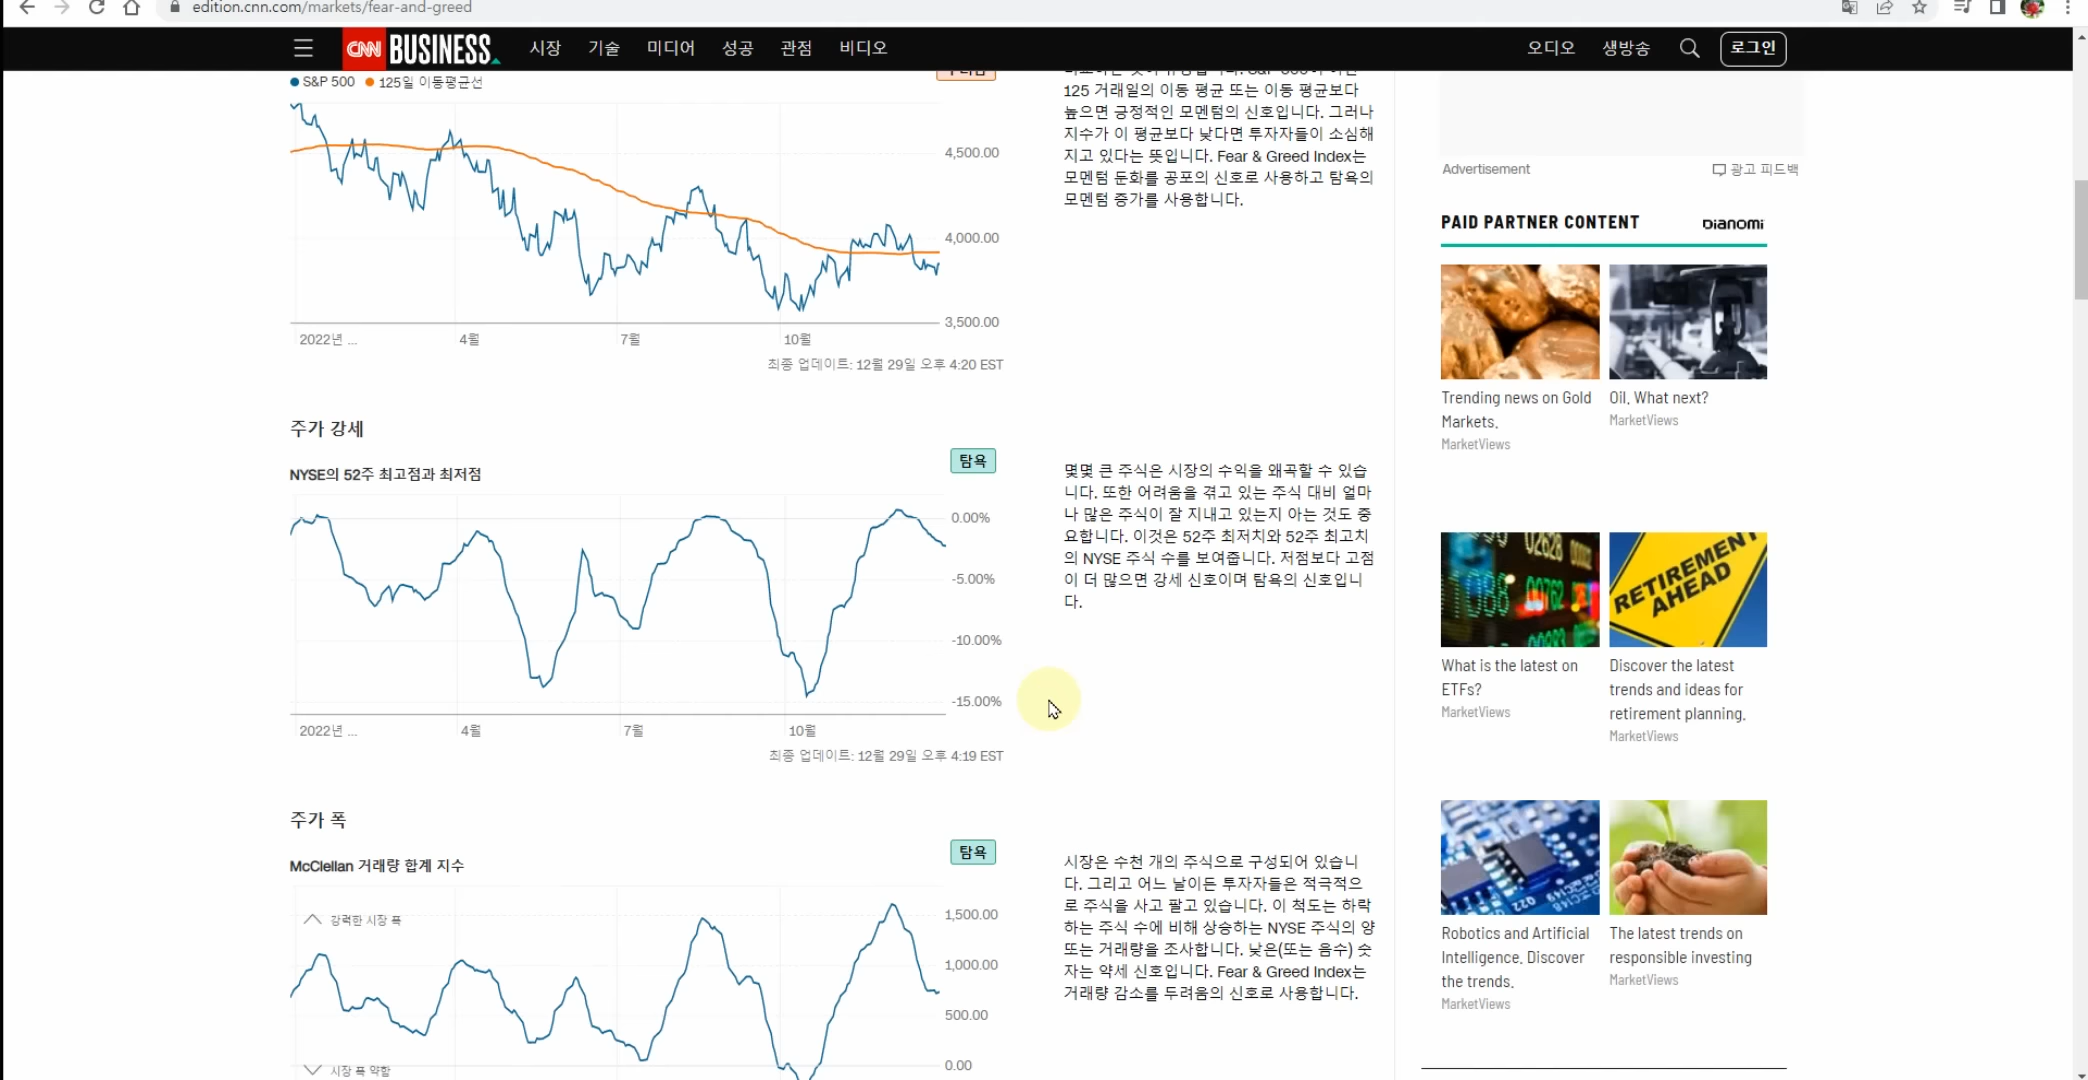 edition.cnn.com/markets/fear-and-greed
CNN BUSINESS 시장 기술 미디어 성공 관점 비디오 오디오 생방송 로그인
S&P 500 125일 이동평균선
4,500.00
4,000.00
3,500.00
2022년 ... 4월 7월 10월
최종 업데이트: 12월 29일 오후 4:20 EST
125 거래일의 이동 평균 또는 이동 평균보다
높으면 긍정적인 모멘텀의 신호입니다. 그러나
지수가 이 평균보다 낮다면 투자자들이 소심해
지고 있다는 뜻입니다. Fear & Greed Index는
모멘텀 둔화를 공포의 신호로 사용하고 탐욕의
모멘텀 증가를 사용합니다.
주가 강세
탐욕
NYSE의 52주 최고점과 최저점
0.00%
-5.00%
-10.00%
-15.00%
2022년 ... 4월 7월 10월
최종 업데이트: 12월 29일 오후 4:19 EST
몇몇 큰 주식은 시장의 수익을 왜곡할 수 있습
니다. 또한 어려움을 겪고 있는 주식 대비 얼마
나 많은 주식이 잘 지내고 있는지 아는 것도 중
요합니다. 이것은 52주 최저치와 52주 최고치
의 NYSE 주식 수를 보여줍니다. 저점보다 고점
이 더 많으면 강세 신호이며 탐욕의 신호입니
다.
주가 폭
탐욕
McClellan 거래량 합계 지수
강력한 시장 폭
1,500.00
1,000.00
500.00
0.00
시장 폭 약함
시장은 수천 개의 주식으로 구성되어 있습니
다. 그리고 어느 날이든 투자자들은 적극적으
로 주식을 사고 팔고 있습니다. 이 척도는 하락
하는 주식 수에 비해 상승하는 NYSE 주식의 양
또는 거래량을 조사합니다. 낮은(또는 음수) 숫
자는 약세 신호입니다. Fear & Greed Index는
거래량 감소를 두려움의 신호로 사용합니다.
Advertisement 광고 피드백
PAID PARTNER CONTENT Dianomi
Trending news on Gold
Markets.
MarketViews
Oil. What next?
MarketViews
RETIREMENT
AHEAD
What is the latest on
ETFs?
MarketViews
Discover the latest
trends and ideas for
retirement planning.
MarketViews
Robotics and Artificial
Intelligence. Discover
the trends.
MarketViews
The latest trends on
responsible investing
MarketViews